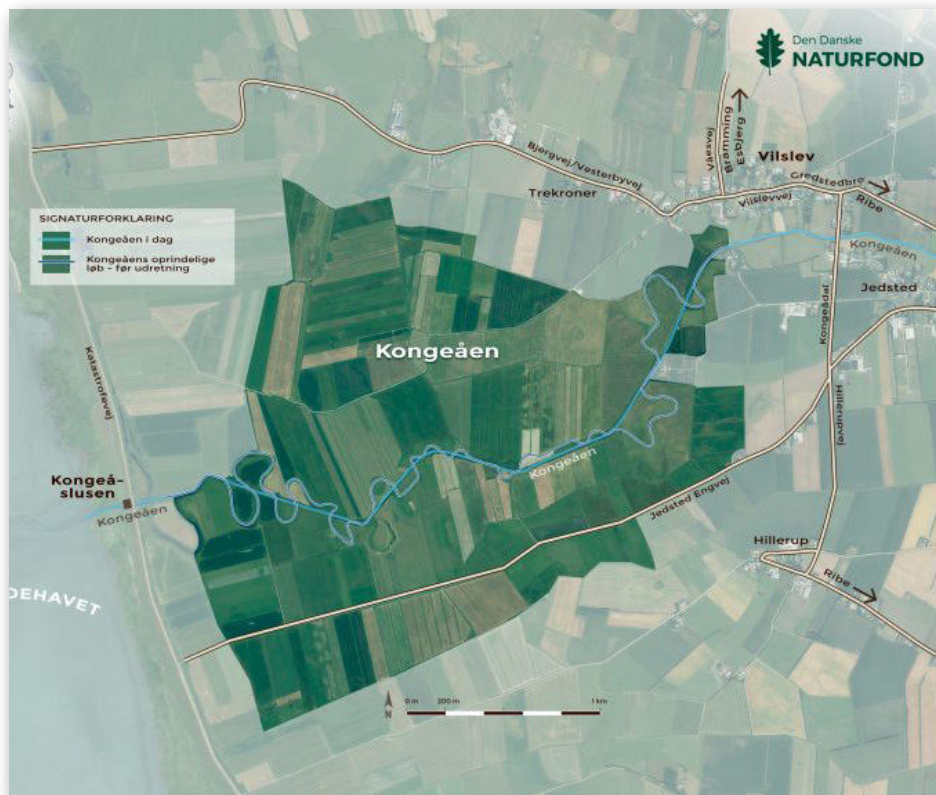 Den Danske
NATURFOND
Bjergvej/Vesterbyvej
Våesvej
Bramming
Esbjerg
Vilslev
Gredstedbro
Ribe
Trekroner
Vilslevvej
SIGNATURFORKLARING
Kongeåen i dag
Kongeåens oprindelige
løb - før udretning
Kongeåen
Jedsted
Kongeådal
Kongeåen
Katastrofevej
Hillerupvej
Kongeåen
Kongeå-
slusen
Kongeåen
Jedsted Engvej
Hillerup
Ribe
DEHAVET
N
0 m
200 m
1 km